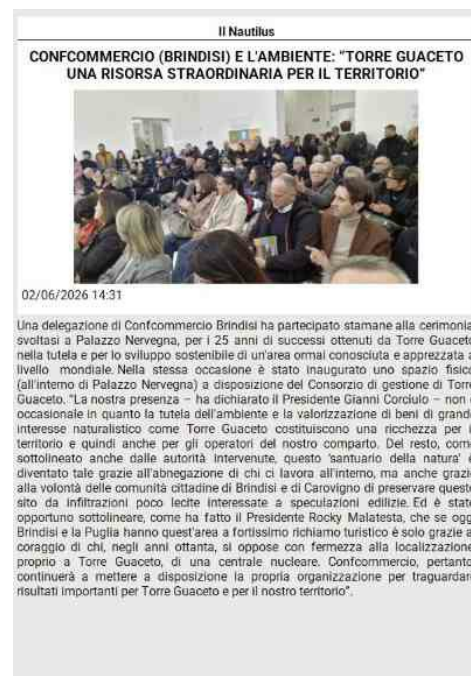 Il Nautilus
CONFCOMMERCIO (BRINDISI) E L'AMBIENTE: “TORRE GUACETO
UNA RISORSA STRAORDINARIA PER IL TERRITORIO”
02/06/2026 14:31
Una delegazione di Confcommercio Brindisi ha partecipato stamane alla cerimonia
svoltasi a Palazzo Nervegna, per i 25 anni di successi ottenuti da Torre Guaceto
nella tutela e per lo sviluppo sostenibile di un'area ormai conosciuta e apprezzata a
livello mondiale. Nella stessa occasione è stato inaugurato uno spazio fisico
(all'interno di Palazzo Nervegna) a disposizione del Consorzio di gestione di Torre
Guaceto. “La nostra presenza – ha dichiarato il Presidente Gianni Corciulo – non
occasionale in quanto la tutela dell'ambiente e la valorizzazione di beni di grand
interesse naturalistico come Torre Guaceto costituiscono una ricchezza per i
territorio e quindi anche per gli operatori del nostro comparto. Del resto, com
sottolineato anche dalle autorità intervenute, questo ‘santuario della natura’ è
diventato tale grazie all'abnegazione di chi ci lavora all'interno, ma anche grazi
alla volontà delle comunità cittadine di Brindisi e di Carovigno di preservare quest
sito da infiltrazioni poco lecite interessate a speculazioni edilizie. Ed è stat
opportuno sottolineare, come ha fatto il Presidente Rocky Malatesta, che se ogg
Brindisi e la Puglia hanno quest'area a fortissimo richiamo turistico è solo grazie a
coraggio di chi, negli anni ottanta, si oppose con fermezza alla localizzazione
proprio a Torre Guaceto, di una centrale nucleare. Confcommercio, pertanto
continuerà a mettere a disposizione la propria organizzazione per traguardar
risultati importanti per Torre Guaceto e per il nostro territorio”.